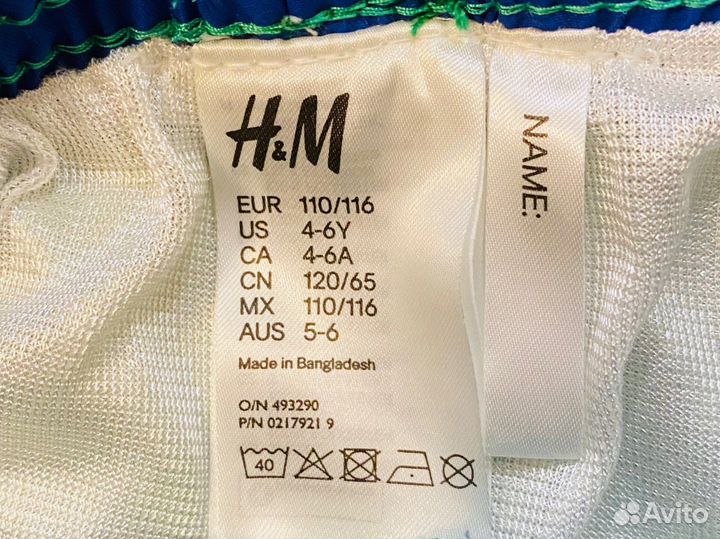 H&M
EUR 110/116
US 4-6Y
CA 4-6A
CN 120/65
MX 110/116
AUS 5-6
Made in Bangladesh
O/N 493290
P/N 0217921 9
40
NAME:
Avito